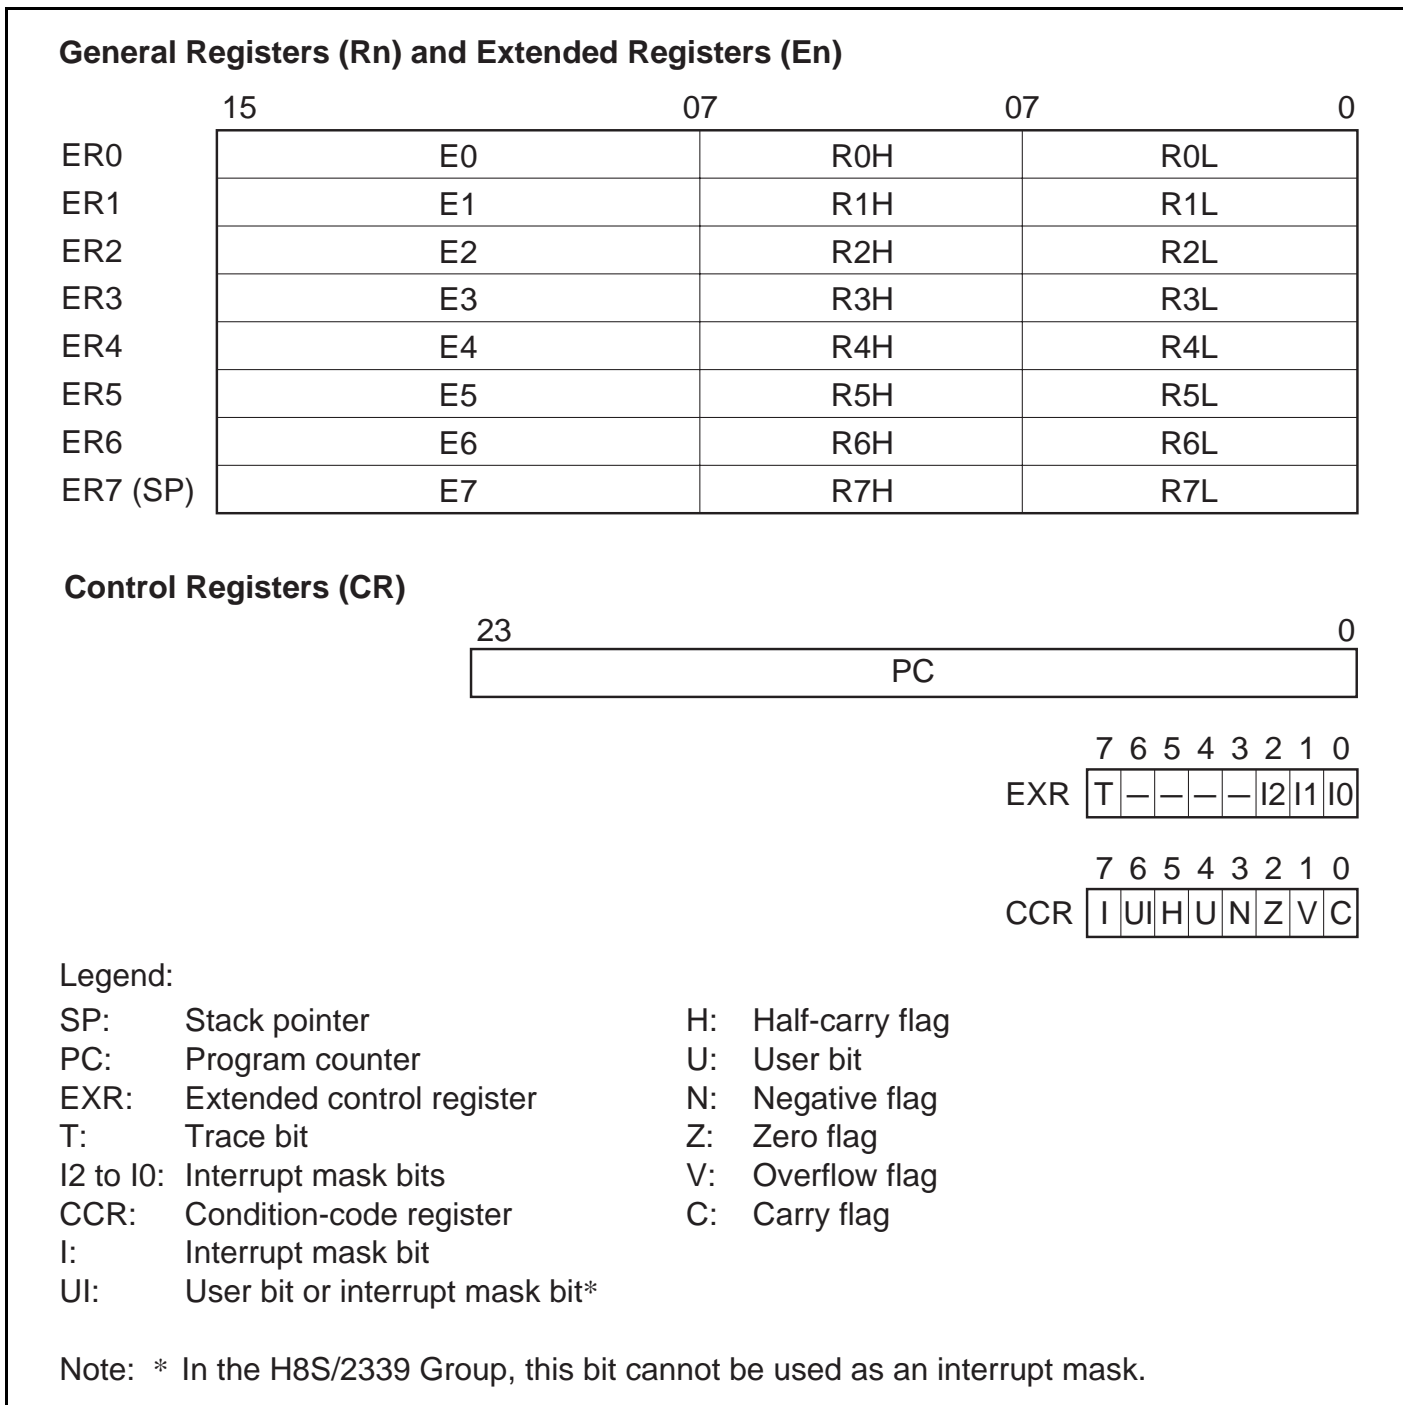 General Registers (Rn) and Extended Registers (En)
15 07 07 0
ER0 E0 R0H R0L
ER1 E1 R1H R1L
ER2 E2 R2H R2L
ER3 E3 R3H R3L
ER4 E4 R4H R4L
ER5 E5 R5H R5L
ER6 E6 R6H R6L
ER7 (SP) E7 R7H R7L
Control Registers (CR)
23 0
PC
7 6 5 4 3 2 1 0
EXR T — — — — I2 I1 I0
7 6 5 4 3 2 1 0
CCR I UI H U N Z V C
Legend:
SP: Stack pointer
PC: Program counter
EXR: Extended control register
T: Trace bit
I2 to I0: Interrupt mask bits
CCR: Condition-code register
I: Interrupt mask bit
UI: User bit or interrupt mask bit*
H: Half-carry flag
U: User bit
N: Negative flag
Z: Zero flag
V: Overflow flag
C: Carry flag
Note: * In the H8S/2339 Group, this bit cannot be used as an interrupt mask.